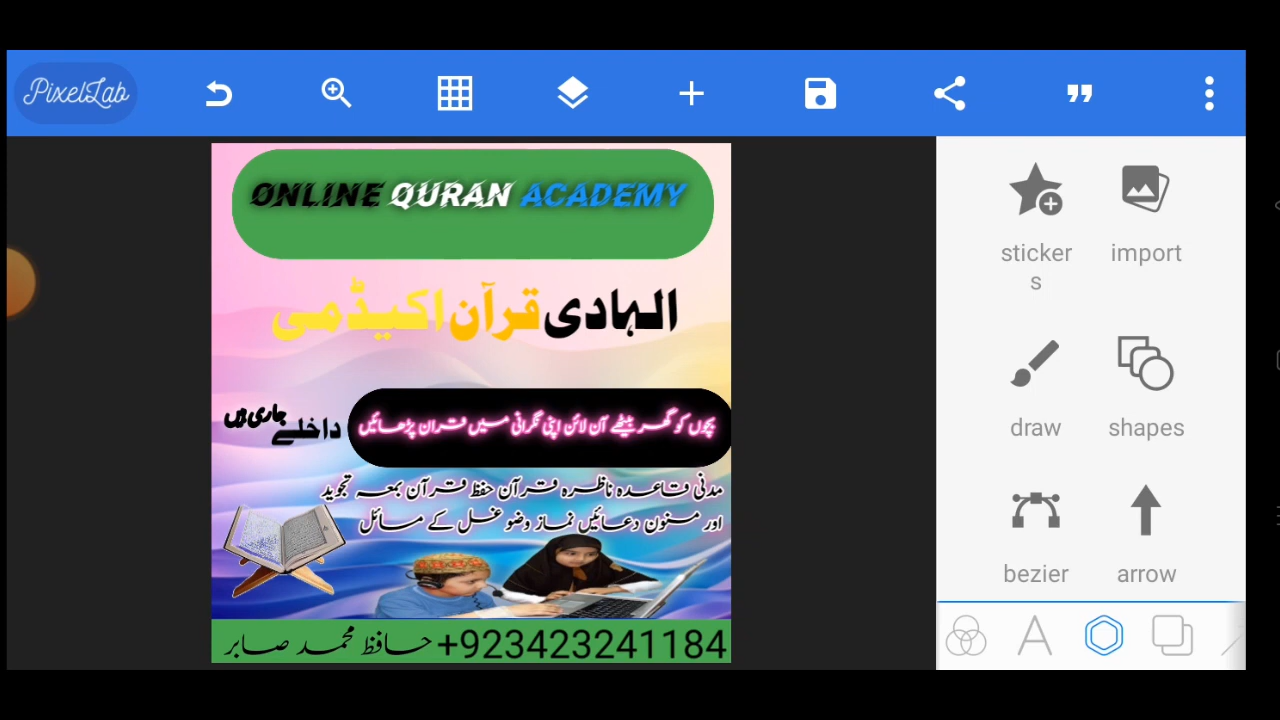 PixelLab
ONLINE QURAN ACADEMY
الہادی قرآن اکیڈمی
داخلے جاری ہیں
بچوں کو گھر بیٹھے آن لائن اپنی نگرانی میں قران پڑھائیں
مدنی قاعدہ ناظرہ قرآن حفظ قرآن بمعہ تجوید
اور مسنون دعائیں نماز وضو غسل کے مسائل
حافظ محمد صابر +923423241184
stickers
import
draw
shapes
bezier
arrow